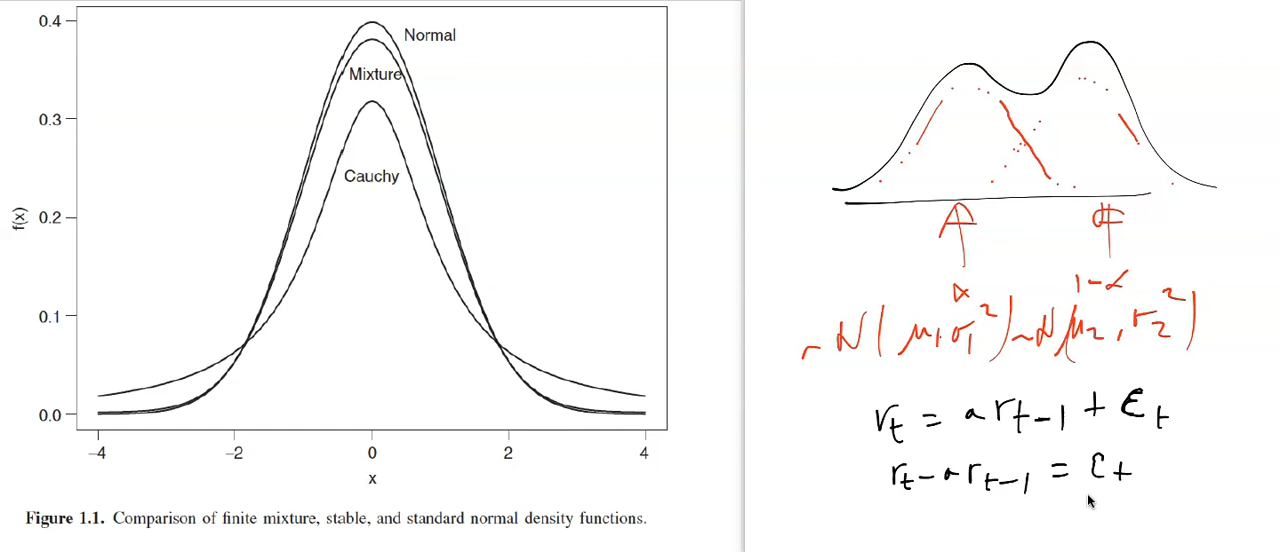 0.4
0.3
0.2
0.1
0.0
f(x)
Normal
Mixture
Cauchy
−4 −2 0 2 4
x
Figure 1.1. Comparison of finite mixture, stable, and standard normal density functions.
α 1-α
~N(μ1, σ1²) ~N(μ2, σ2²)
rt = a rt-1 + εt
rt - a rt-1 = εt